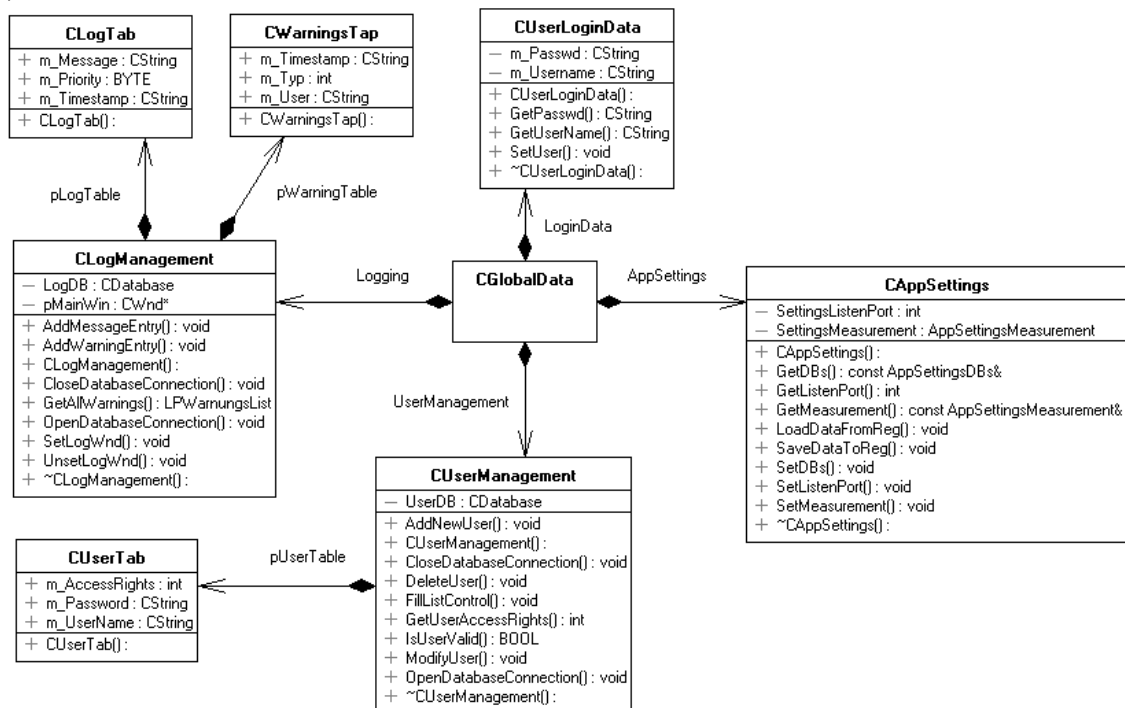 CLogTab
+ m_Message : CString
+ m_Priority : BYTE
+ m_Timestamp : CString
+ CLogTab() :
CWarningsTap
+ m_Timestamp : CString
+ m_Typ : int
+ m_User : CString
+ CWarningsTap() :
CUserLoginData
− m_Passwd : CString
− m_Username : CString
+ CUserLoginData() :
+ GetPasswd() : CString
+ GetUserName() : CString
+ SetUser() : void
+ ~CUserLoginData() :
pLogTable
pWarningTable
LoginData
CLogManagement
− LogDB : CDatabase
− pMainWin : CWnd*
+ AddMessageEntry() : void
+ AddWarningEntry() : void
+ CLogManagement() :
+ CloseDatabaseConnection() : void
+ GetAllWarnings() : LPWarnungsList
+ OpenDatabaseConnection() : void
+ SetLogWnd() : void
+ UnsetLogWnd() : void
+ ~CLogManagement() :
Logging
CGlobalData
AppSettings
CAppSettings
− SettingsListenPort : int
− SettingsMeasurement : AppSettingsMeasurement
+ CAppSettings() :
+ GetDBs() : const AppSettingsDBs&
+ GetListenPort() : int
+ GetMeasurement() : const AppSettingsMeasurement&
+ LoadDataFromReg() : void
+ SaveDataToReg() : void
+ SetDBs() : void
+ SetListenPort() : void
+ SetMeasurement() : void
+ ~CAppSettings() :
UserManagement
CUserManagement
− UserDB : CDatabase
+ AddNewUser() : void
+ CUserManagement() :
+ CloseDatabaseConnection() : void
+ DeleteUser() : void
+ FillListControl() : void
+ GetUserAccessRights() : int
+ IsUserValid() : BOOL
+ ModifyUser() : void
+ OpenDatabaseConnection() : void
+ ~CUserManagement() :
pUserTable
CUserTab
+ m_AccessRights : int
+ m_Password : CString
+ m_UserName : CString
+ CUserTab() :